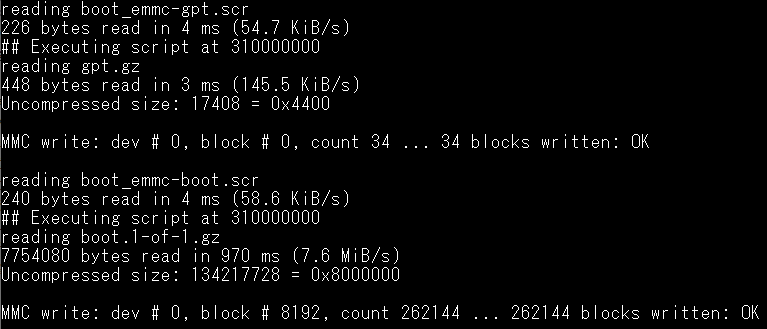 reading boot_emmc-gpt.scr
226 bytes read in 4 ms (54.7 KiB/s)
## Executing script at 310000000
reading gpt.gz
448 bytes read in 3 ms (145.5 KiB/s)
Uncompressed size: 17408 = 0x4400
MMC write: dev # 0, block # 0, count 34 ... 34 blocks written: OK
reading boot_emmc-boot.scr
240 bytes read in 4 ms (58.6 KiB/s)
## Executing script at 310000000
reading boot.1-of-1.gz
7754080 bytes read in 970 ms (7.6 MiB/s)
Uncompressed size: 134217728 = 0x8000000
MMC write: dev # 0, block # 8192, count 262144 ... 262144 blocks written: OK